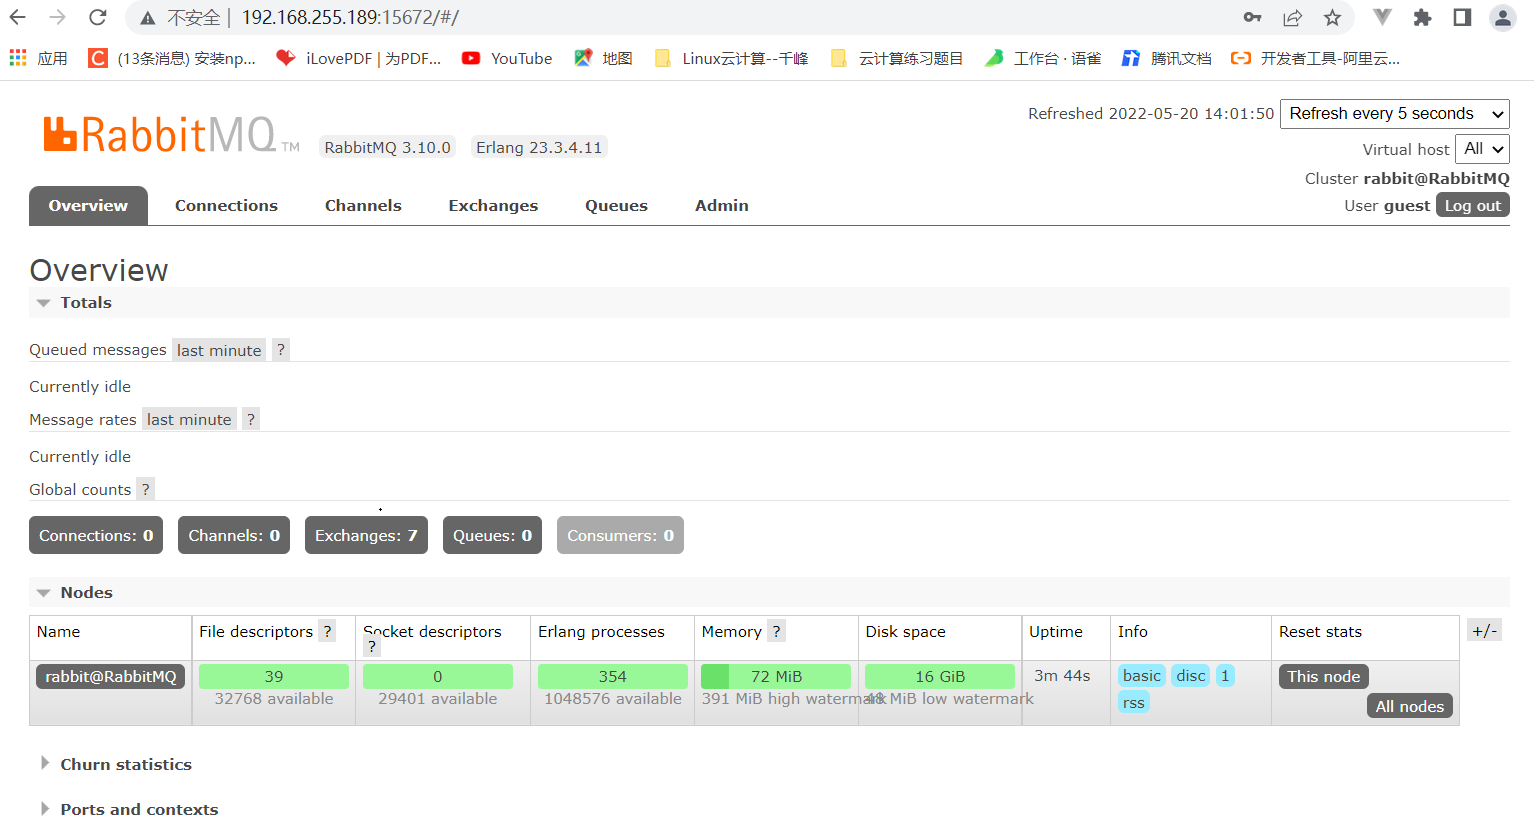 不安全 | 192.168.255.189:15672/#/
应用 (13条消息) 安装np... iLovePDF | 为PDF... YouTube 地图 Linux云计算--千峰 云计算练习题目 工作台 · 语雀 腾讯文档 开发者工具-阿里云...
Refreshed 2022-05-20 14:01:50 Refresh every 5 seconds
RabbitMQ TM RabbitMQ 3.10.0 Erlang 23.3.4.11
Virtual host All
Cluster rabbit@RabbitMQ
User guest Log out
Overview Connections Channels Exchanges Queues Admin
Overview
Totals
Queued messages last minute ?
Currently idle
Message rates last minute ?
Currently idle
Global counts ?
Connections: 0 Channels: 0 Exchanges: 7 Queues: 0 Consumers: 0
Nodes
Name File descriptors ? Socket descriptors ? Erlang processes Memory ? Disk space Uptime Info Reset stats +/-
rabbit@RabbitMQ 39 0 354 72 MiB 16 GiB 3m 44s basic disc 1 This node
32768 available 29401 available 1048576 available 391 MiB high watermark 48 MiB low watermark rss All nodes
Churn statistics
Ports and contexts